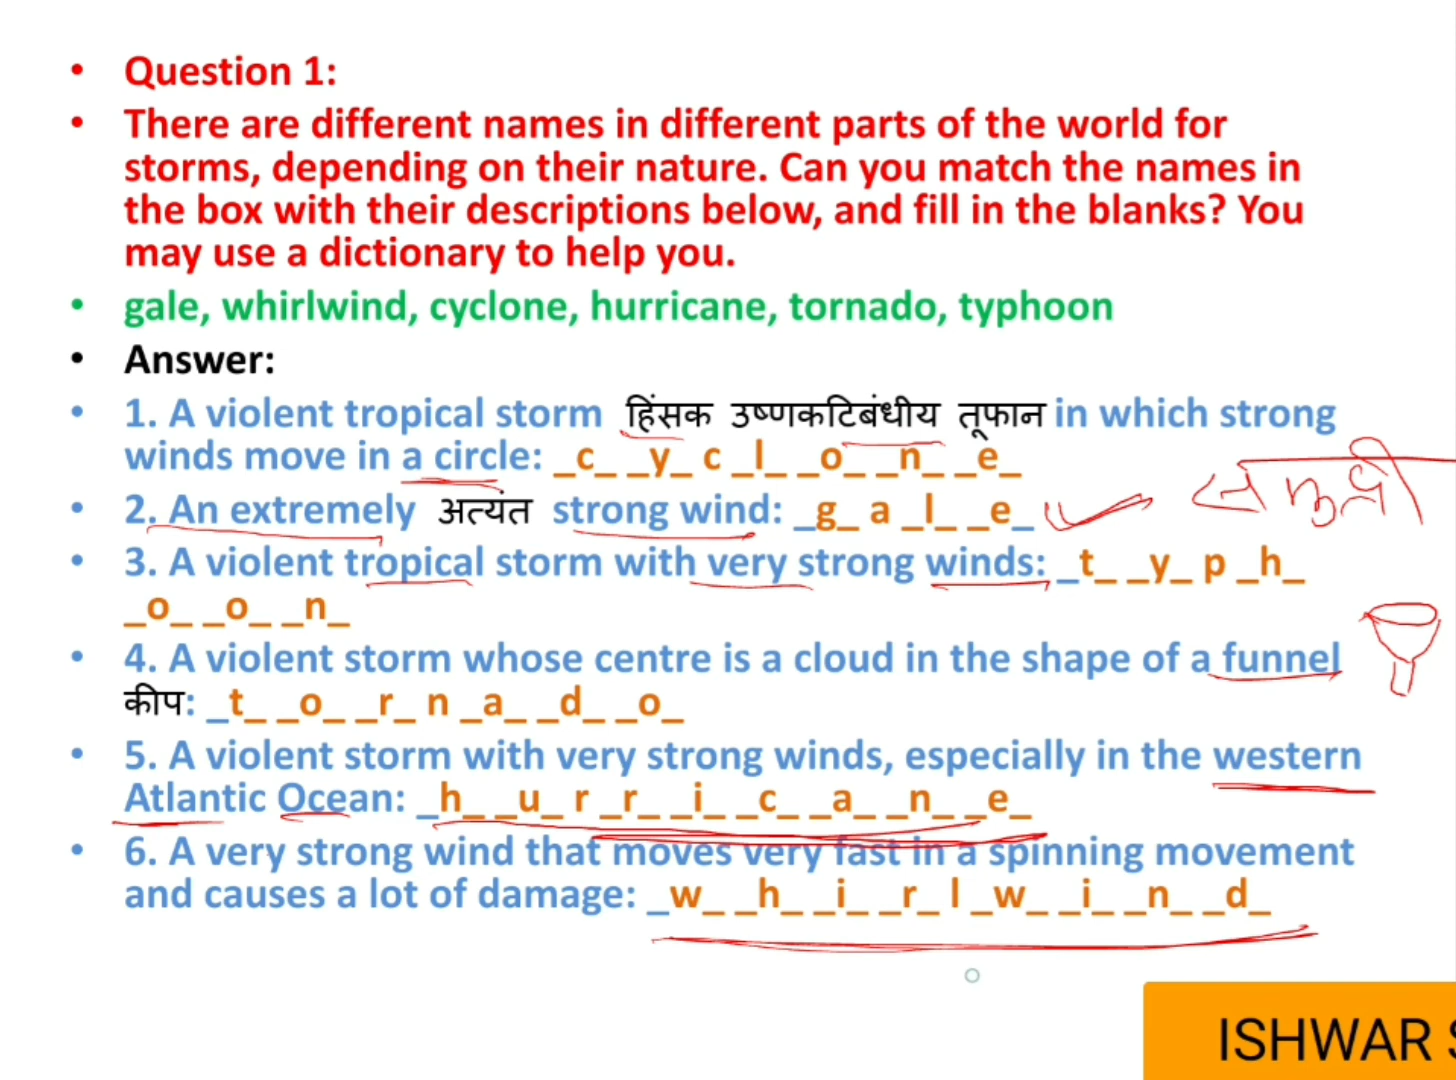 • Question 1:
• There are different names in different parts of the world for
storms, depending on their nature. Can you match the names in
the box with their descriptions below, and fill in the blanks? You
may use a dictionary to help you.
• gale, whirlwind, cyclone, hurricane, tornado, typhoon
• Answer:
• 1. A violent tropical storm हिंसक उष्णकटिबंधीय तूफान in which strong
winds move in a circle: _c_ _y_ c _l_ _o_ _n_ _e_
• 2. An extremely अत्यंत strong wind: _g_ a _l_ _e_
• 3. A violent tropical storm with very strong winds: _t_ _y_ p _h_
_o_ _o_ _n_
• 4. A violent storm whose centre is a cloud in the shape of a funnel
कीप: _t_ _o_ _r_ n _a_ _d_ _o_
• 5. A violent storm with very strong winds, especially in the western
Atlantic Ocean: _h_ _u_ r _r_ _i_ _c_ _a_ _n_ _e_
• 6. A very strong wind that moves very fast in a spinning movement
and causes a lot of damage: _w_ _h_ _i_ _r_ l _w_ _i_ _n_ _d_
ISHWAR